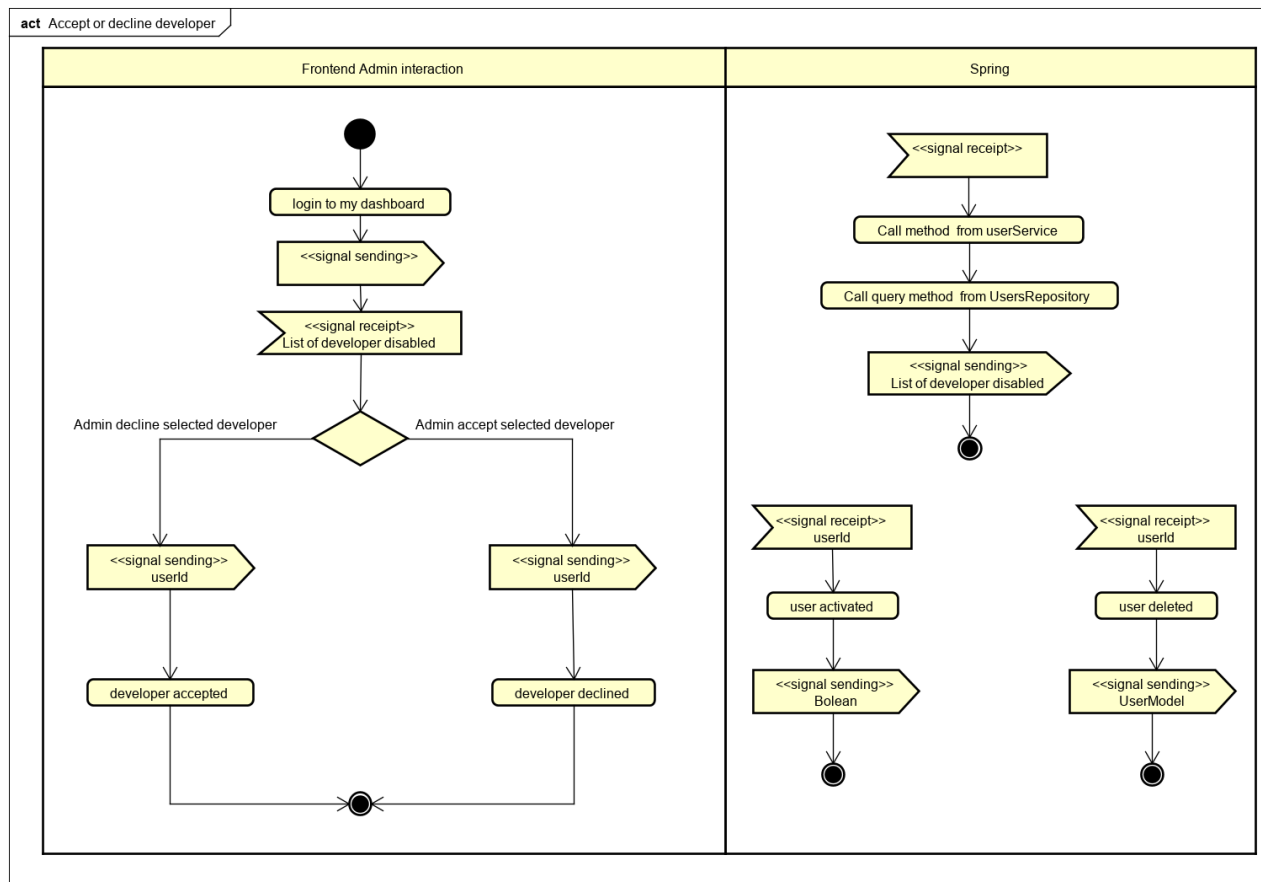 act Accept or decline developer
Frontend Admin interaction
Spring
login to my dashboard
<<signal sending>>
<<signal receipt>>
List of developer disabled
Admin decline selected developer
Admin accept selected developer
<<signal sending>>
userId
<<signal sending>>
userId
developer accepted
developer declined
<<signal receipt>>
Call method  from userService
Call query method  from UsersRepository
<<signal sending>>
List of developer disabled
<<signal receipt>>
userId
<<signal receipt>>
userId
user activated
user deleted
<<signal sending>>
Bolean
<<signal sending>>
UserModel